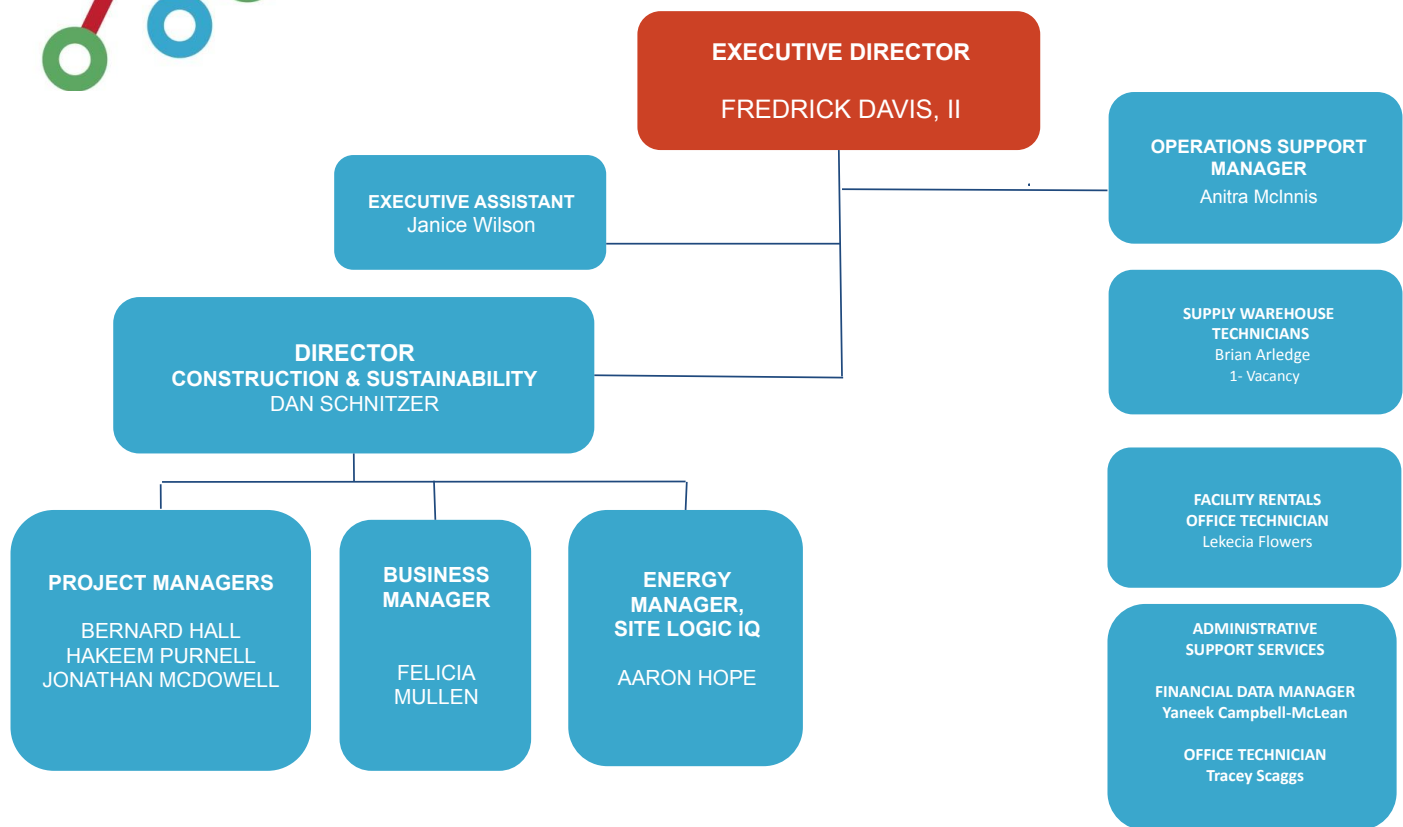 EXECUTIVE DIRECTOR
FREDRICK DAVIS, II
OPERATIONS SUPPORT
MANAGER
Anitra McInnis
EXECUTIVE ASSISTANT
Janice Wilson
SUPPLY WAREHOUSE
TECHNICIANS
Brian Arledge
1- Vacancy
DIRECTOR
CONSTRUCTION & SUSTAINABILITY
DAN SCHNITZER
FACILITY RENTALS
OFFICE TECHNICIAN
Lekecia Flowers
PROJECT MANAGERS
BERNARD HALL
HAKEEM PURNELL
JONATHAN MCDOWELL
BUSINESS
MANAGER
FELICIA
MULLEN
ENERGY
MANAGER,
SITE LOGIC IQ
AARON HOPE
ADMINISTRATIVE
SUPPORT SERVICES
FINANCIAL DATA MANAGER
Yaneek Campbell-McLean
OFFICE TECHNICIAN
Tracey Scaggs